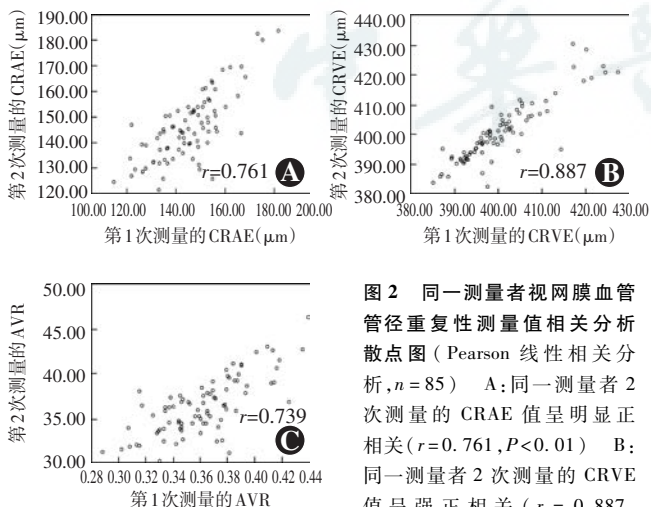 190.00
180.00
170.00
160.00
150.00
140.00
130.00
120.00
第2次测量的CRAE(μm)
r=0.761 A
100.00 120.00 140.00 160.00 180.00 200.00
第1次测量的CRAE(μm)
440.00
430.00
420.00
410.00
400.00
390.00
380.00
第2次测量的CRVE(μm)
r=0.887 B
380.00 390.00 400.00 410.00 420.00 430.00
第1次测量的CRVE(μm)
50.00
45.00
40.00
35.00
30.00
第2次测量的AVR
r=0.739
C
0.28 0.30 0.32 0.34 0.36 0.38 0.40 0.42 0.44
第1次测量的AVR
图2 同一测量者视网膜血管
管径重复性测量值相关分析
散点图(Pearson 线性相关分
析,n=85) A:同一测量者2
次测量的 CRAE 值呈明显正
相关(r=0.761,P<0.01) B:
同一测量者2次测量的 CRVE
值呈强正相关(r=0.887,